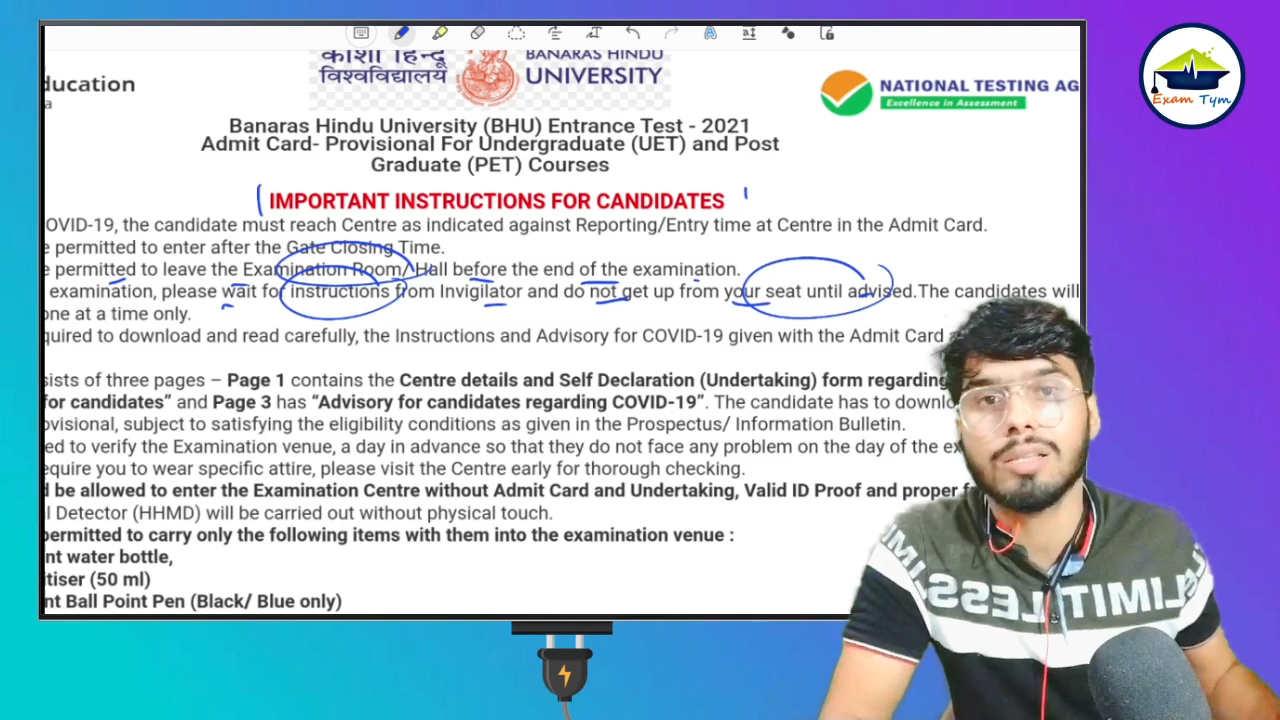 काशी हिन्दू
विश्वविद्यालय
BANARAS HINDU
UNIVERSITY
ducation
a
NATIONAL TESTING AG
Excellence in Assessment
Exam Tym
Banaras Hindu University (BHU) Entrance Test - 2021
Admit Card- Provisional For Undergraduate (UET) and Post
Graduate (PET) Courses
IMPORTANT INSTRUCTIONS FOR CANDIDATES
OVID-19, the candidate must reach Centre as indicated against Reporting/Entry time at Centre in the Admit Card.
e permitted to enter after the Gate Closing Time.
e permitted to leave the Examination Room/ Hall before the end of the examination.
examination, please wait for instructions from Invigilator and do not get up from your seat until advised.The candidates will
one at a time only.
quired to download and read carefully, the Instructions and Advisory for COVID-19 given with the Admit Card
sists of three pages – Page 1 contains the Centre details and Self Declaration (Undertaking) form regarding
for candidates” and Page 3 has “Advisory for candidates regarding COVID-19”. The candidate has to downlo
ovisional, subject to satisfying the eligibility conditions as given in the Prospectus/ Information Bulletin.
ed to verify the Examination venue, a day in advance so that they do not face any problem on the day of the ex
equire you to wear specific attire, please visit the Centre early for thorough checking.
d be allowed to enter the Examination Centre without Admit Card and Undertaking, Valid ID Proof and proper f
l Detector (HHMD) will be carried out without physical touch.
permitted to carry only the following items with them into the examination venue :
nt water bottle,
tiser (50 ml)
nt Ball Point Pen (Black/ Blue only)
LIMITLESS